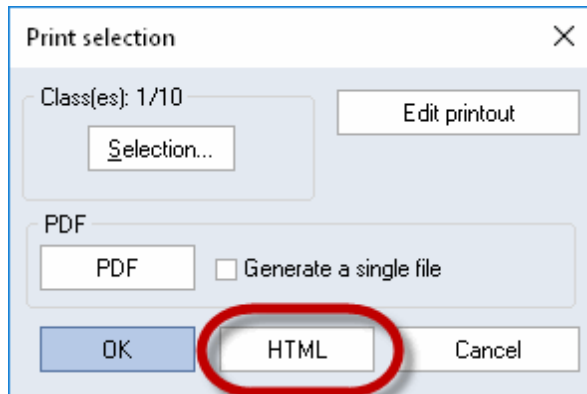 Print selection
Class(es): 1/10
Edit printout
Selection...
PDF
PDF
Generate a single file
OK
HTML
Cancel